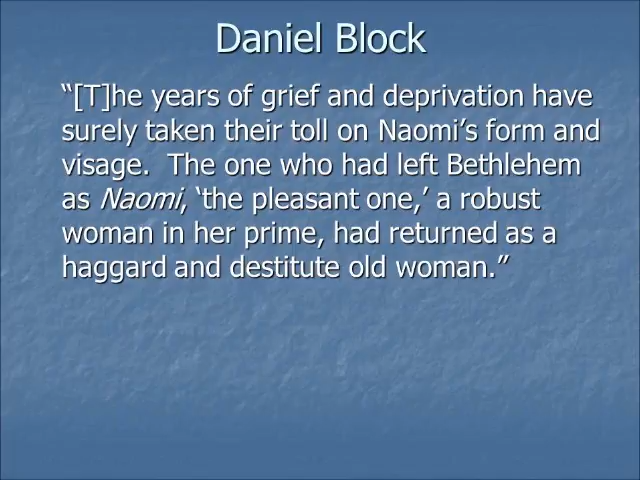 Daniel Block
“[T]he years of grief and deprivation have
surely taken their toll on Naomi’s form and
visage.  The one who had left Bethlehem
as Naomi, ‘the pleasant one,’ a robust
woman in her prime, had returned as a
haggard and destitute old woman.”